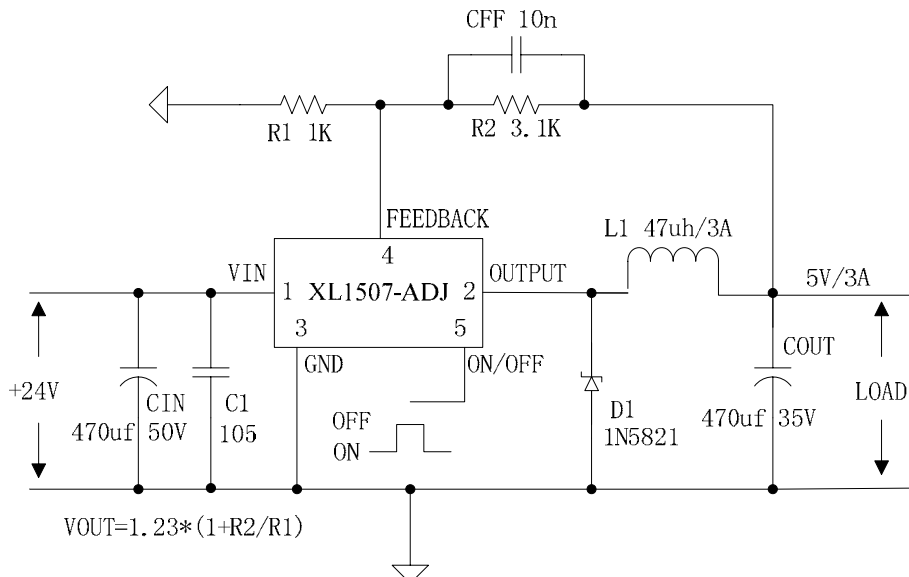 CFF 10n
R1 1K
R2 3.1K
FEEDBACK
4
L1 47uh/3A
VIN
OUTPUT
5V/3A
1 XL1507-ADJ 2
3
5
GND
ON/OFF
COUT
+24V
CIN
C1
D1
LOAD
470uf 50V
105
OFF
1N5821
470uf 35V
ON
VOUT=1.23*(1+R2/R1)